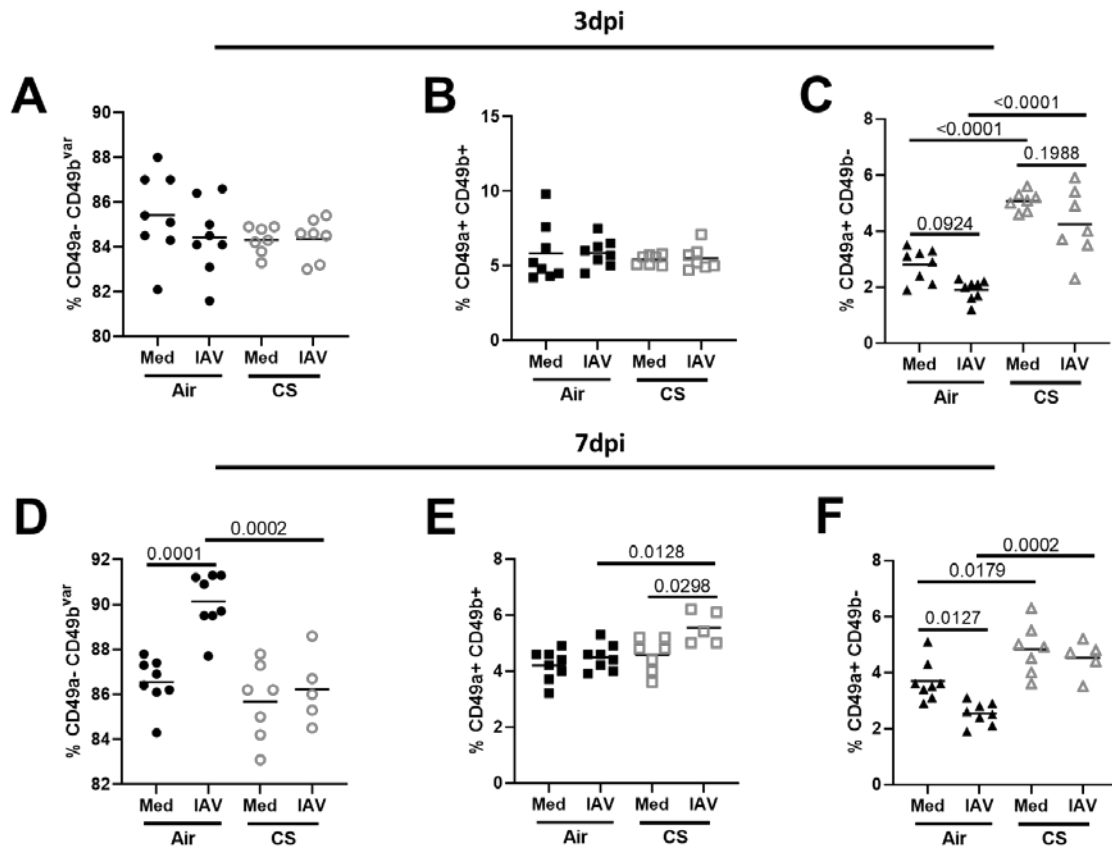 3dpi
A
B
C
% CD49a- CD49b^var
90
88
86
84
82
80
Med IAV Med IAV
Air CS
% CD49a+ CD49b+
15
10
5
0
Med IAV Med IAV
Air CS
% CD49a+ CD49b-
8
6
4
2
0
<0.0001
<0.0001
0.1988
0.0924
Med IAV Med IAV
Air CS
7dpi
D
E
F
% CD49a- CD49b^var
92
90
88
86
84
82
0.0002
0.0001
Med IAV Med IAV
Air CS
% CD49a+ CD49b+
8
6
4
2
0
0.0128
0.0298
Med IAV Med IAV
Air CS
% CD49a+ CD49b-
8
6
4
2
0
0.0002
0.0179
0.0127
Med IAV Med IAV
Air CS